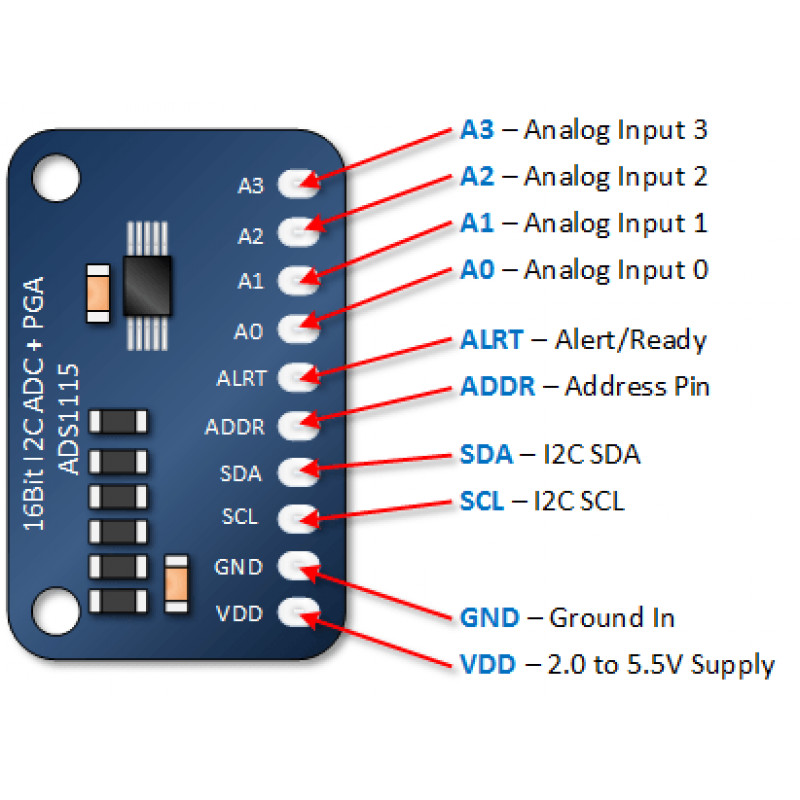 A3 – Analog Input 3
A2 – Analog Input 2
A1 – Analog Input 1
A0 – Analog Input 0
ALRT – Alert/Ready
ADDR – Address Pin
SDA – I2C SDA
SCL – I2C SCL
GND – Ground In
VDD – 2.0 to 5.5V Supply
A3
A2
A1
A0
ALRT
ADDR
SDA
SCL
GND
VDD
16Bit I2C ADC + PGA
ADS1115